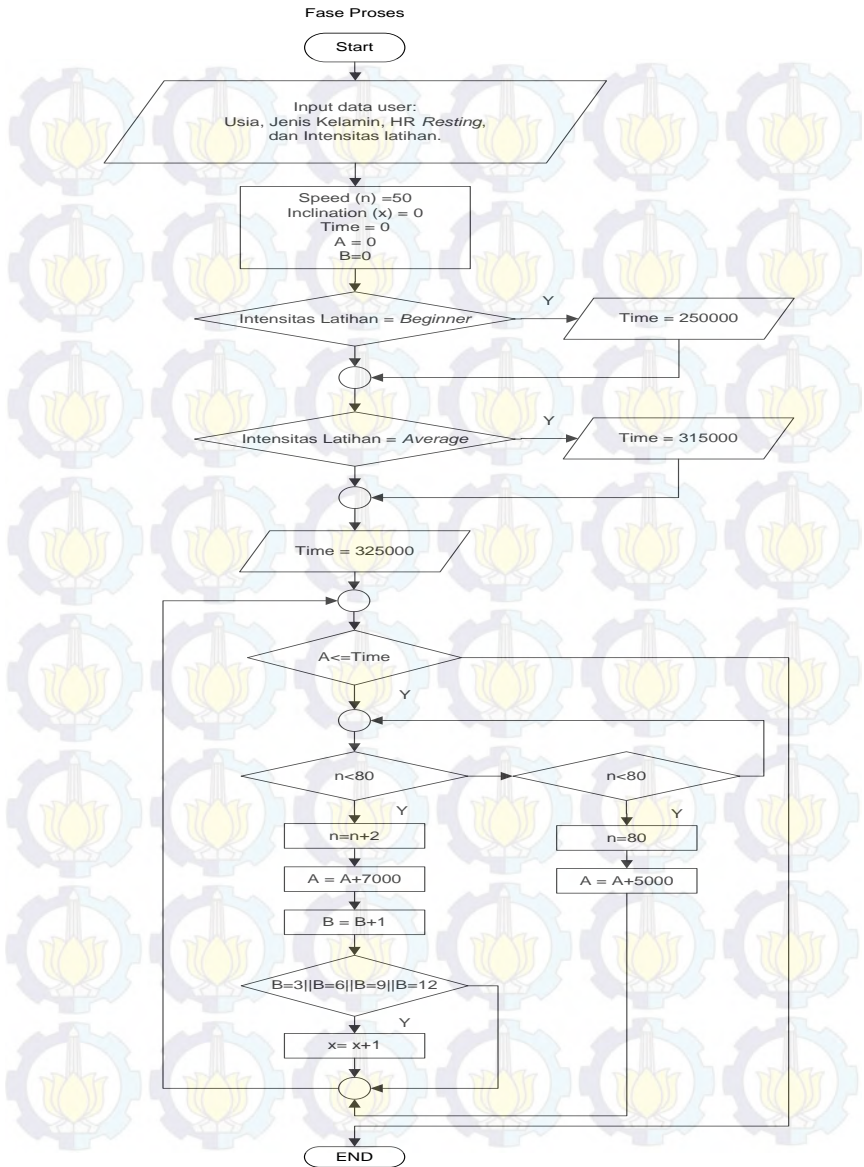 Fase Proses
Start
Input data user:
Usia, Jenis Kelamin, HR Resting,
dan Intensitas latihan.
Speed (n) =50
Inclination (x) = 0
Time = 0
A = 0
B=0
Intensitas Latihan = Beginner
Y
Time = 250000
Intensitas Latihan = Average
Y
Time = 315000
Time = 325000
A<=Time
Y
n<80
n<80
Y
Y
n=n+2
n=80
A = A+7000
A = A+5000
B = B+1
B=3||B=6||B=9||B=12
Y
x= x+1
END